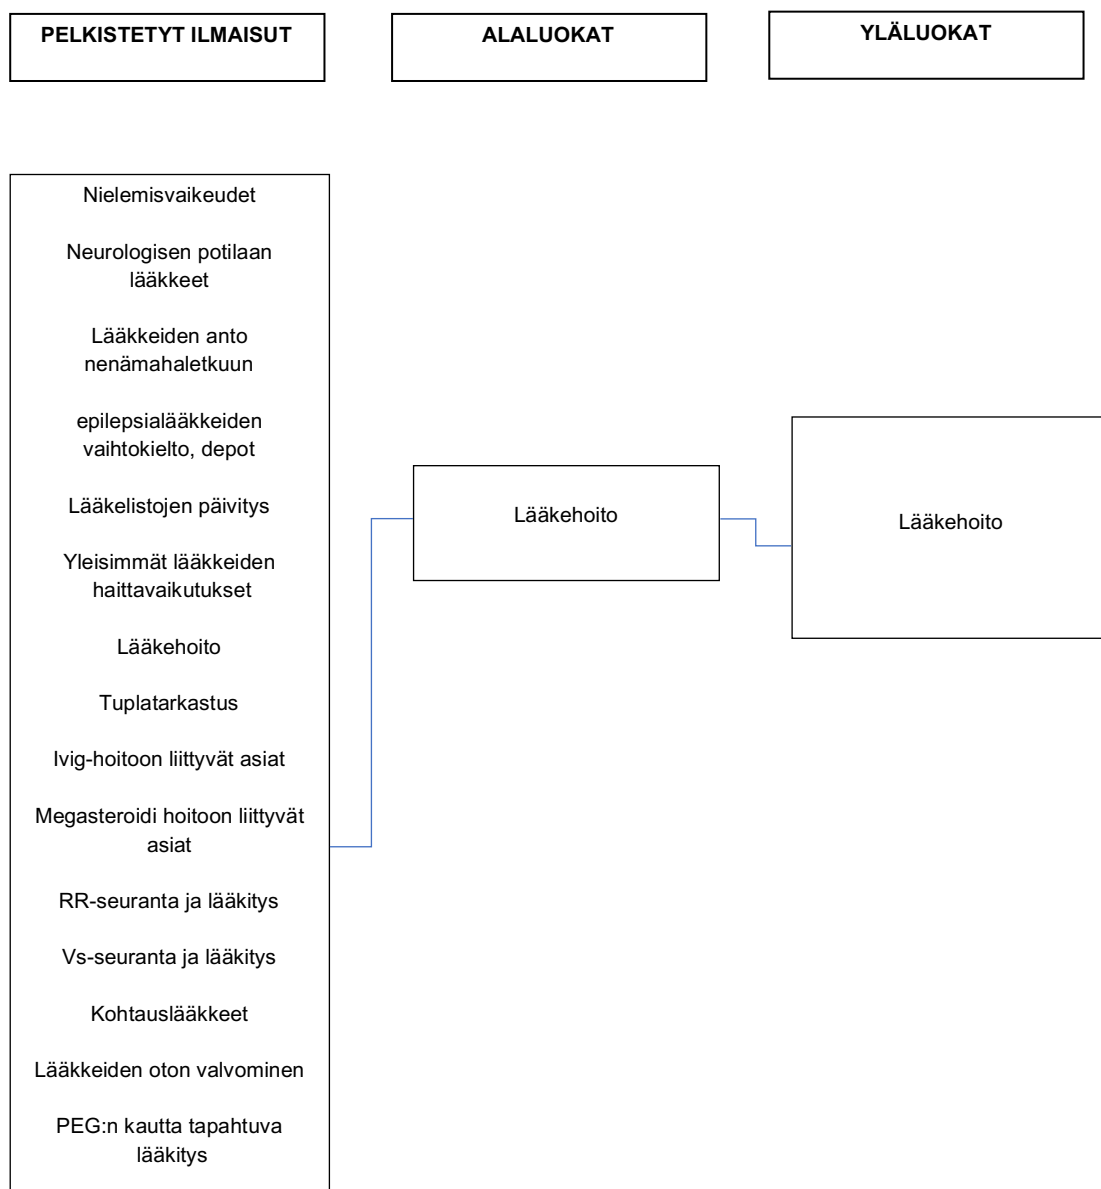 PELKISTETYT ILMAISUT
ALALUOKAT
YLÄLUOKAT
Nielemisvaikeudet
Neurologisen potilaan
lääkkeet
Lääkkeiden anto
nenämahaletkuun
epilepsialääkkeiden
vaihtokielto, depot
Lääkelistojen päivitys
Yleisimmät lääkkeiden
haittavaikutukset
Lääkehoito
Tuplatarkastus
Ivig-hoitoon liittyvät asiat
Megasteroidi hoitoon liittyvät
asiat
RR-seuranta ja lääkitys
Vs-seuranta ja lääkitys
Kohtauslääkkeet
Lääkkeiden oton valvominen
PEG:n kautta tapahtuva
lääkitys
Lääkehoito
Lääkehoito